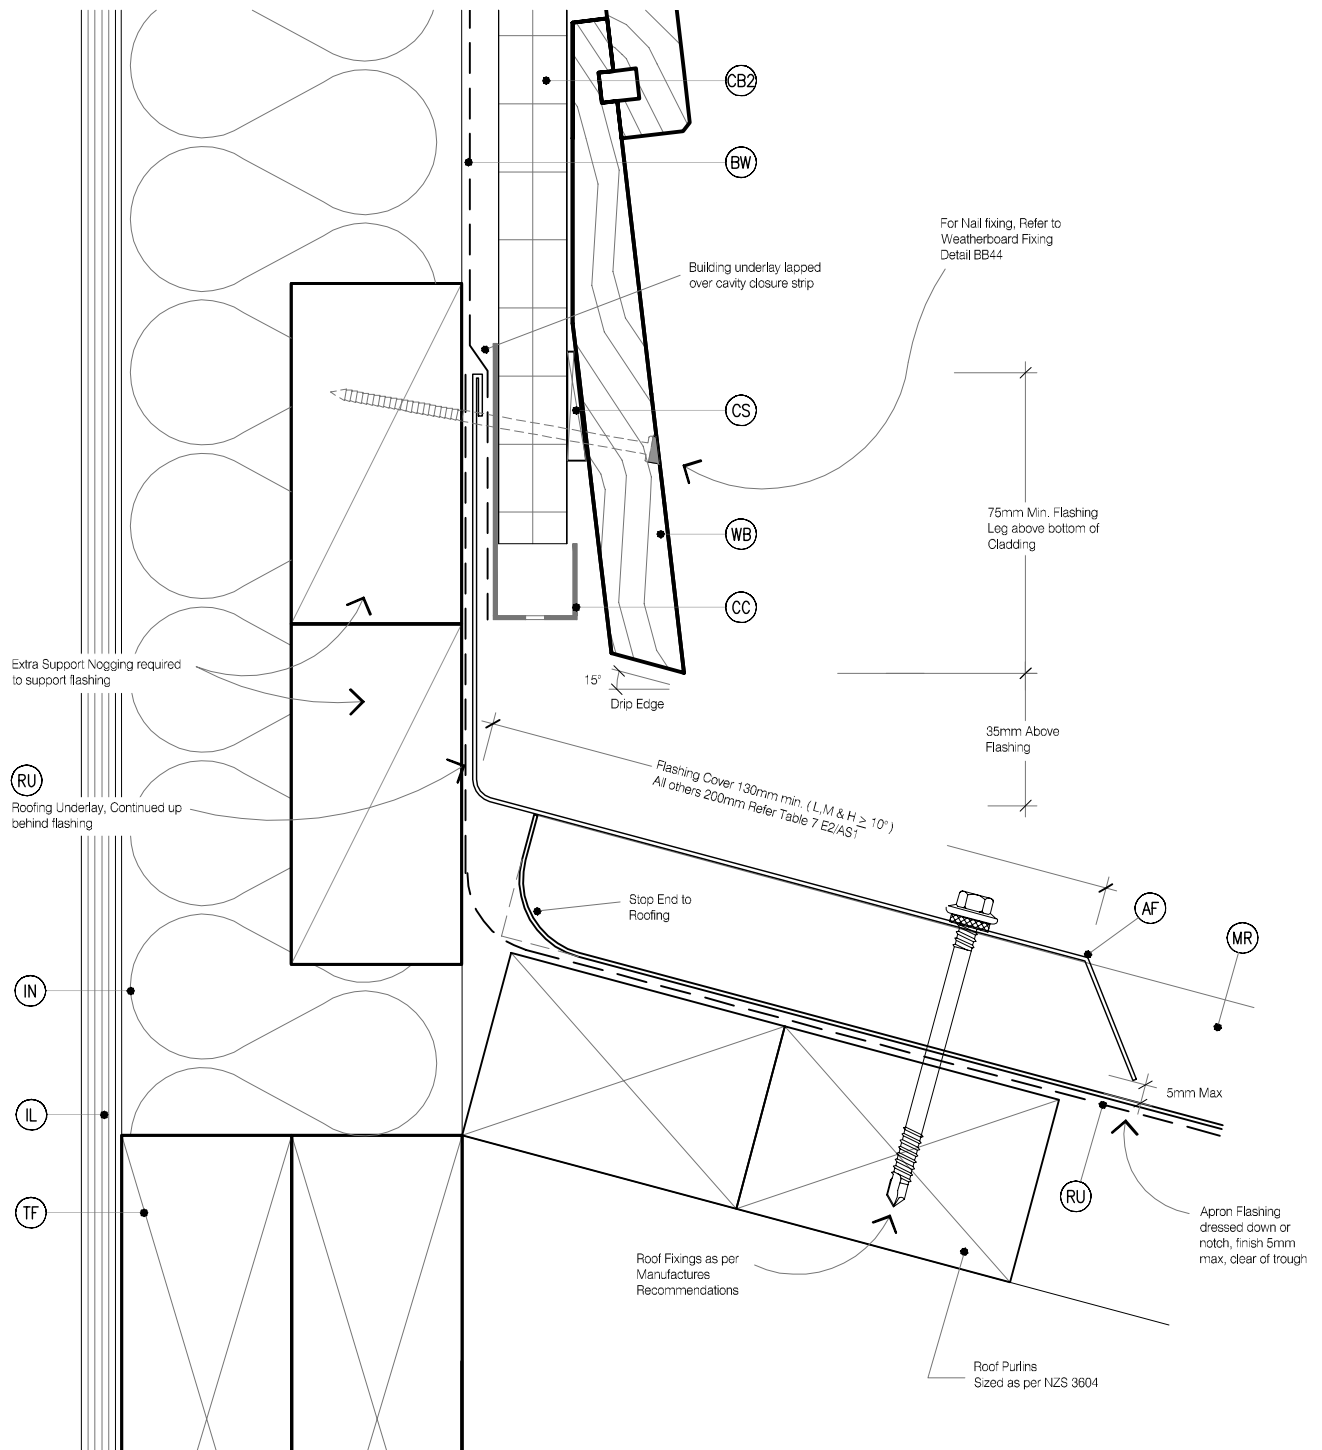 CB2
BW
For Nail fixing, Refer to
Weatherboard Fixing
Detail BB44
Building underlay lapped
over cavity closure strip
CS
75mm Min. Flashing
Leg above bottom of
Cladding
WB
CC
Extra Support Nogging required
to support flashing
15°
Drip Edge
35mm Above
Flashing
RU
Roofing Underlay, Continued up
behind flashing
Flashing Cover 130mm min. ( L,M & H ≥ 10° )
All others 200mm Refer Table 7 E2/AS1
Stop End to
Roofing
AF
MR
IN
5mm Max
IL
RU
TF
Apron Flashing
dressed down or
notch, finish 5mm
max, clear of trough
Roof Fixings as per
Manufactures
Recommendations
Roof Purlins
Sized as per NZS 3604